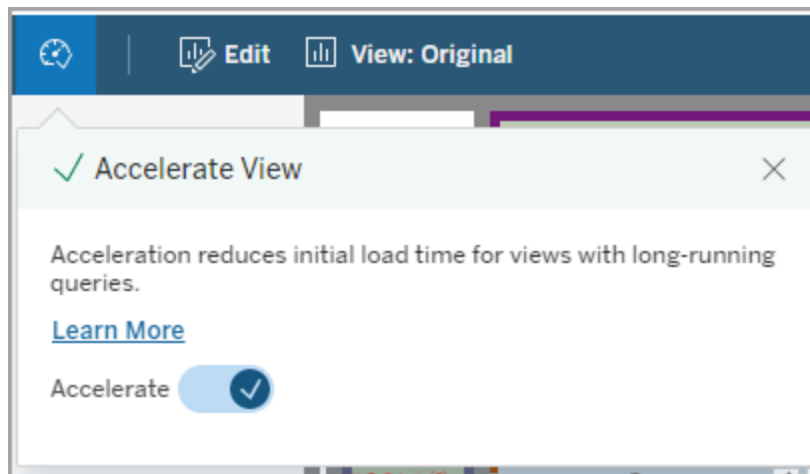 Edit View: Original
Accelerate View
Acceleration reduces initial load time for views with long-running
queries.
Learn More
Accelerate